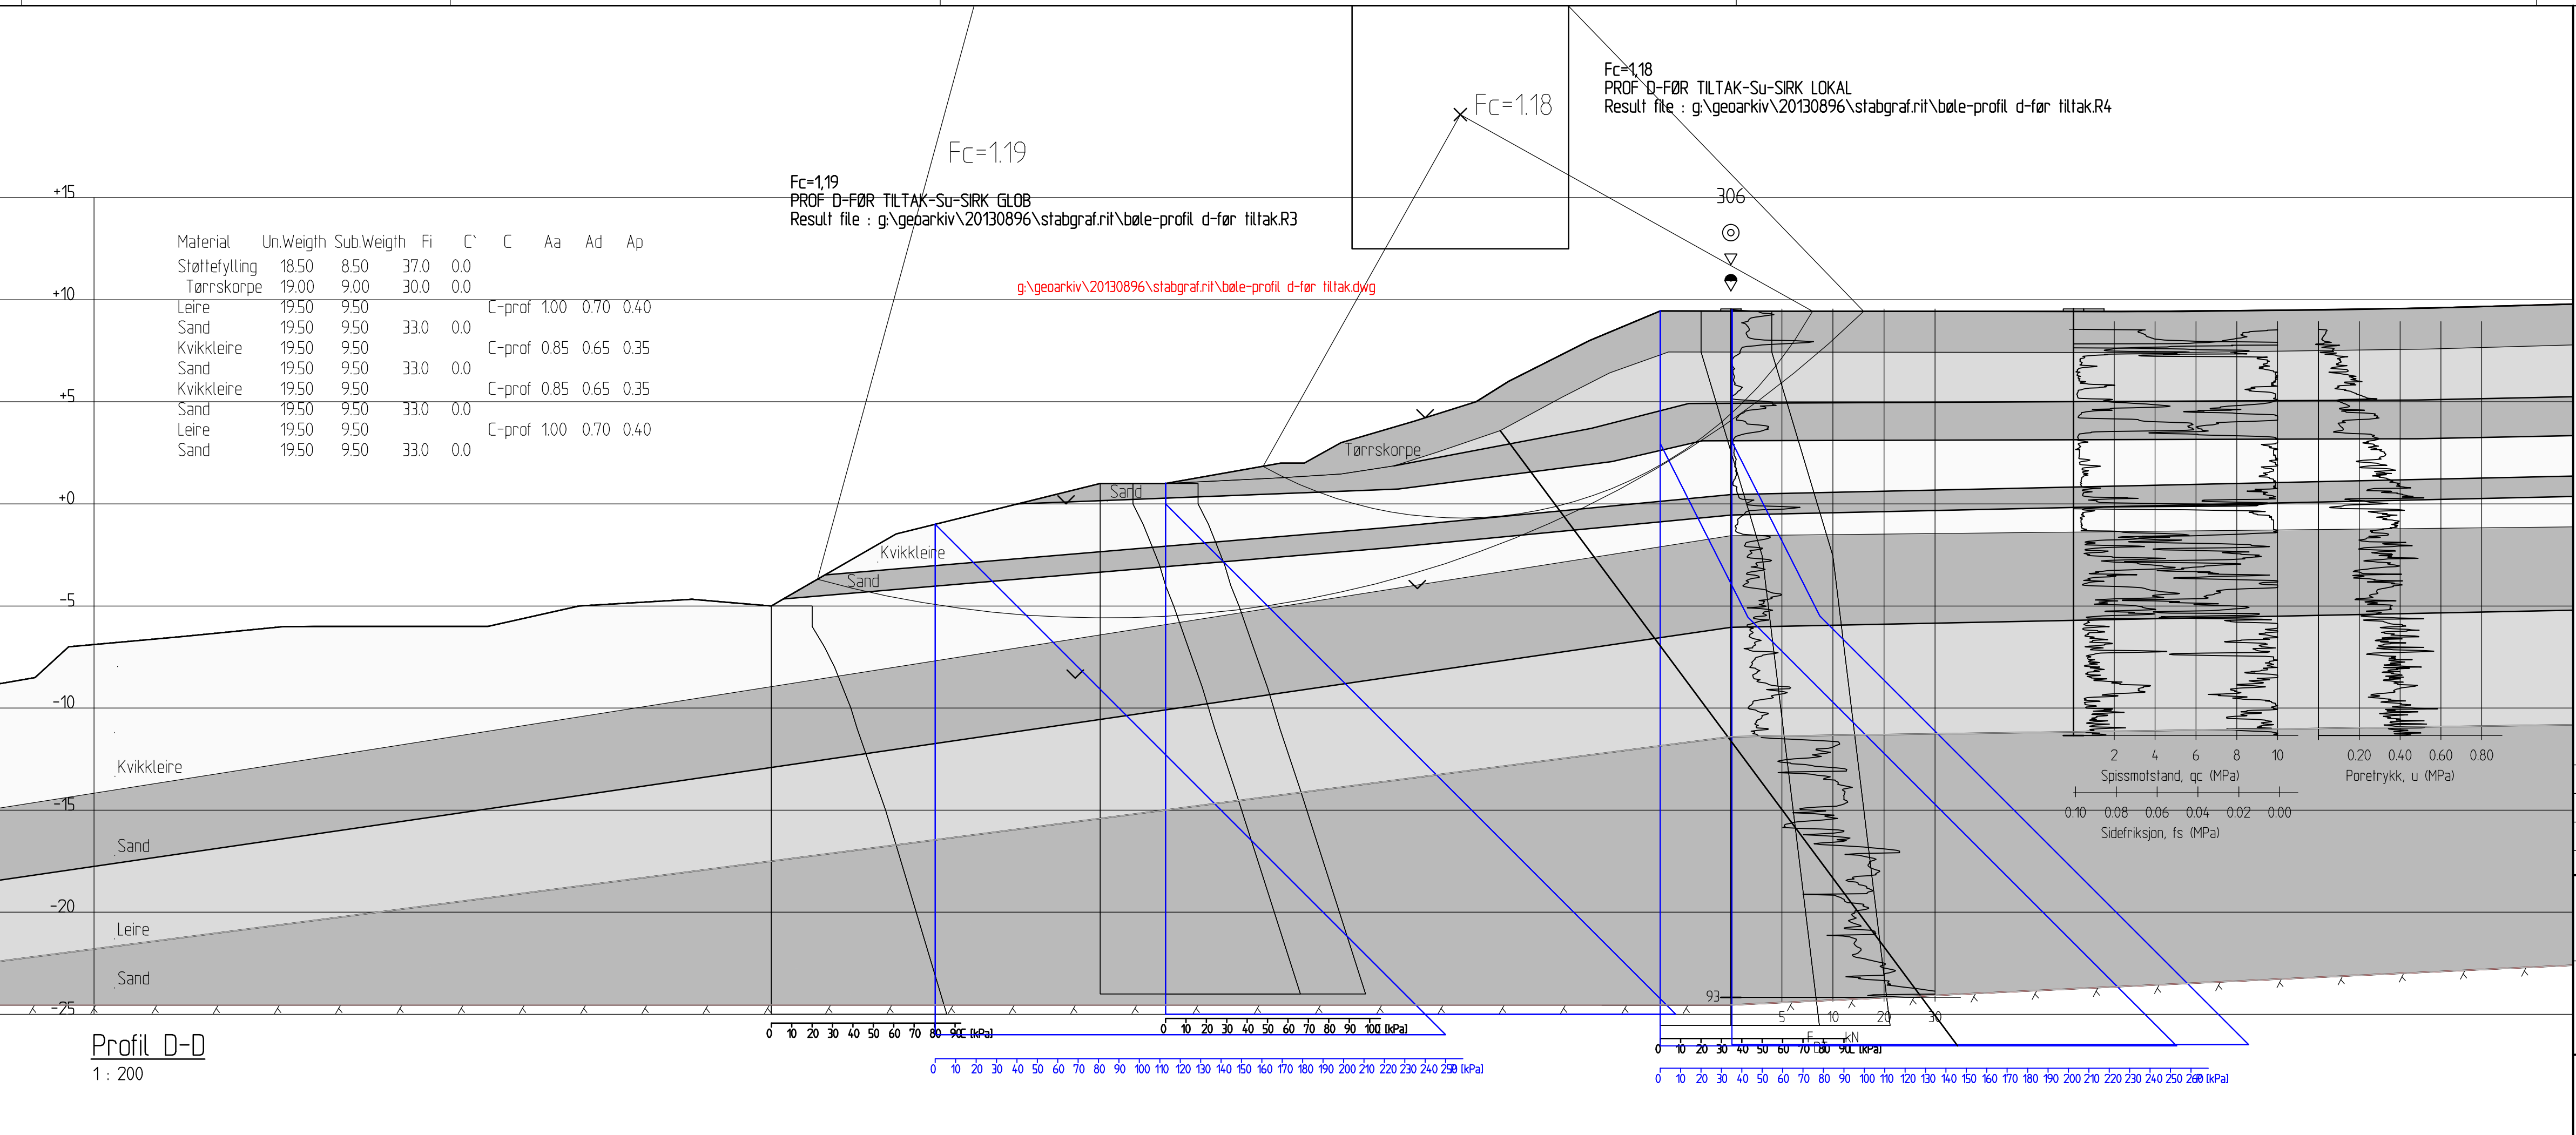 Fc=1,18
PROF D-FØR TILTAK-Su-SIRK LOKAL
Result file : g:\geoarkiv\20130896\stabgraf.rit\bøle-profil d-før tiltak.R4
Fc=1.18
Fc=1.19
Fc=1,19
PROF D-FØR TILTAK-Su-SIRK GLOB
Result file : g:\geoarkiv\20130896\stabgraf.rit\bøle-profil d-før tiltak.R3
306
g:\geoarkiv\20130896\stabgraf.rit\bøle-profil d-før tiltak.dwg
Material Un.Weigth Sub.Weigth Fi C` C Aa Ad Ap
Støttefylling 18.50 8.50 37.0 0.0
Tørrskorpe 19.00 9.00 30.0 0.0
Leire 19.50 9.50 C-prof 1.00 0.70 0.40
Sand 19.50 9.50 33.0 0.0
Kvikkleire 19.50 9.50 C-prof 0.85 0.65 0.35
Sand 19.50 9.50 33.0 0.0
Kvikkleire 19.50 9.50 C-prof 0.85 0.65 0.35
Sand 19.50 9.50 33.0 0.0
Leire 19.50 9.50 C-prof 1.00 0.70 0.40
Sand 19.50 9.50 33.0 0.0
+15
+10
+5
+0
-5
-10
-15
-20
-25
Tørrskorpe
Sand
Kvikkleire
Sand
Kvikkleire
Sand
Leire
Sand
2 4 6 8 10
Spissmotstand, qc (MPa)
0.10 0.08 0.06 0.04 0.02 0.00
Sidefriksjon, fs (MPa)
0.20 0.40 0.60 0.80
Poretrykk, u (MPa)
93
5 10 20 30
kN
0 10 20 30 40 50 60 70 80 90 C [kPa]
0 10 20 30 40 50 60 70 80 90 100 [kPa]
0 10 20 30 40 50 60 70 80 90 C [kPa]
0 10 20 30 40 50 60 70 80 90 100 110 120 130 140 150 160 170 180 190 200 210 220 230 240 250 P [kPa]
0 10 20 30 40 50 60 70 80 90 100 110 120 130 140 150 160 170 180 190 200 210 220 230 240 250 260 P [kPa]
Profil D-D
1 : 200